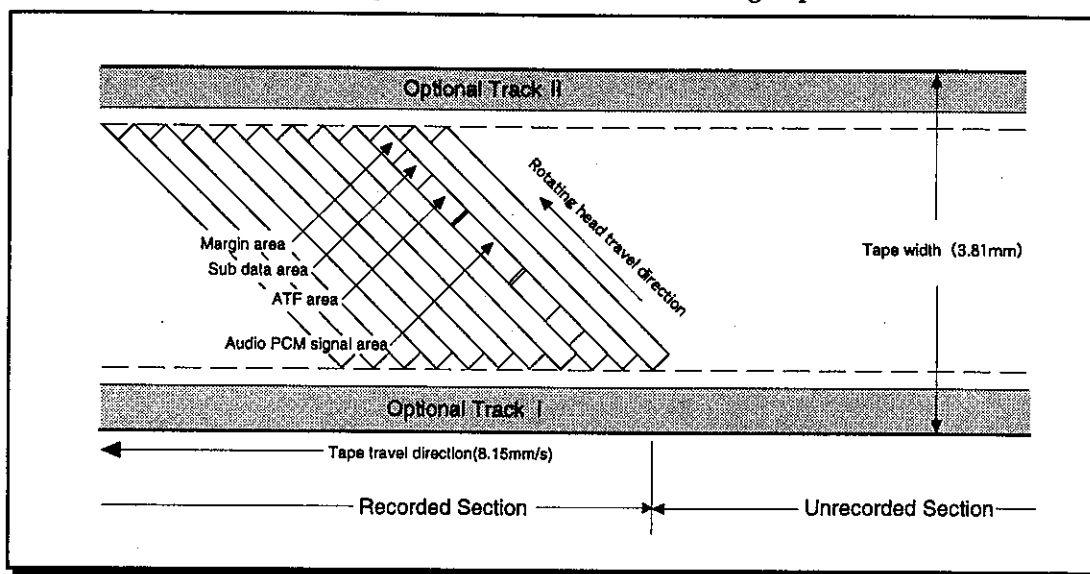 Optional Track II
Rotating head travel direction
Margin area
Sub data area
ATF area
Audio PCM signal area
Tape width (3.81mm)
Optional Track I
Tape travel direction(8.15mm/s)
Recorded Section
Unrecorded Section